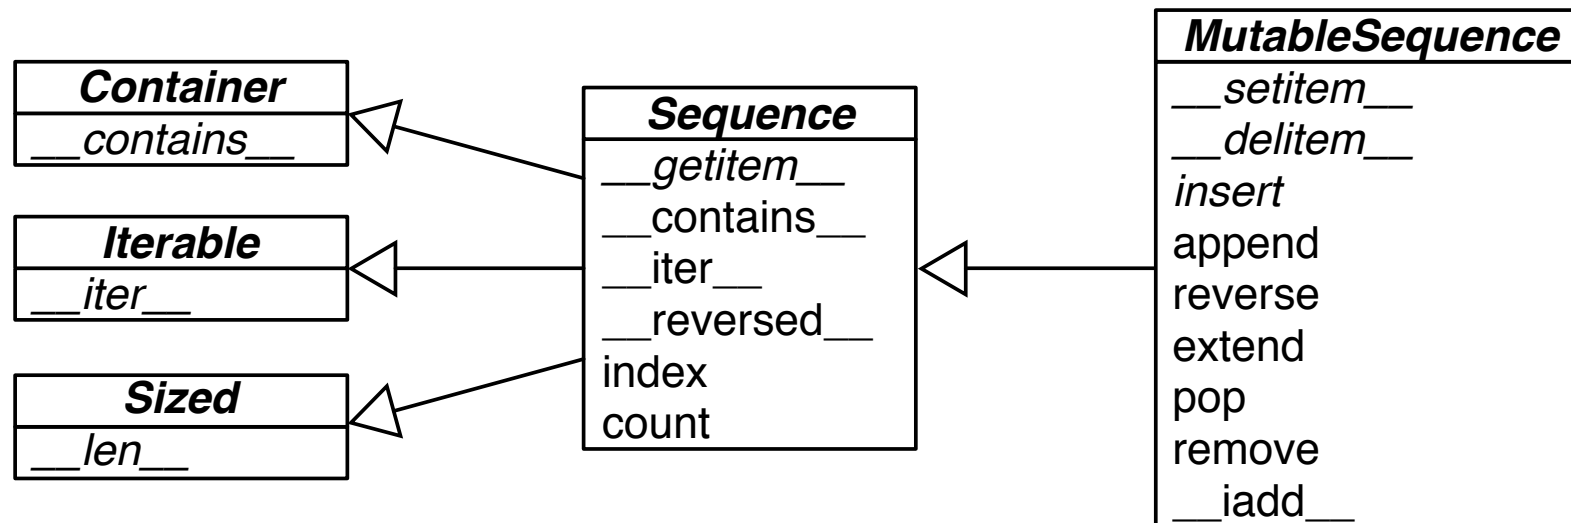 Container
__contains__
Iterable
__iter__
Sized
__len__
Sequence
__getitem__
__contains__
__iter__
__reversed__
index
count
MutableSequence
__setitem__
__delitem__
insert
append
reverse
extend
pop
remove
__iadd__